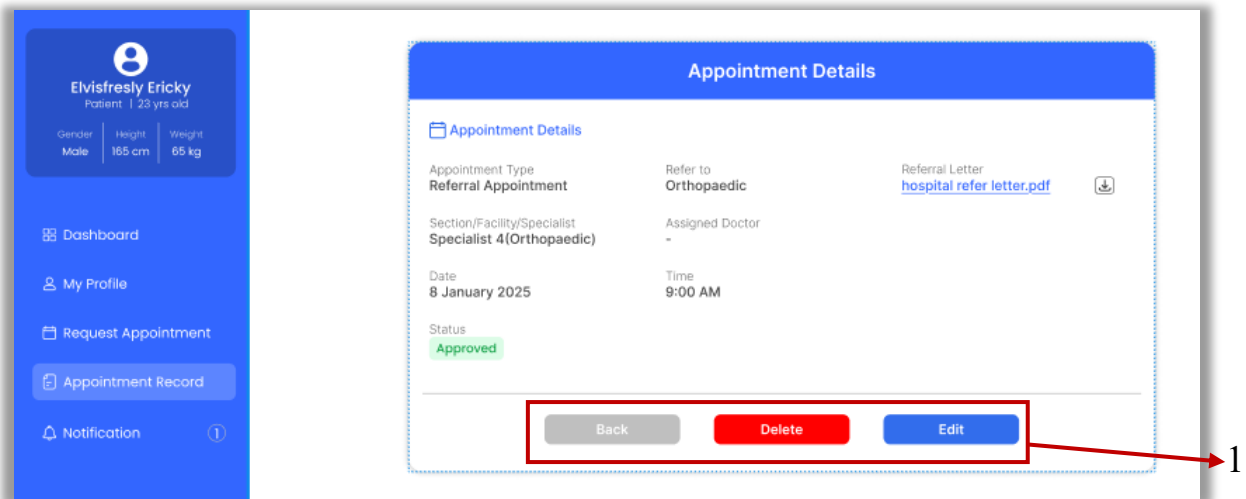 Elvisfresly Ericky
Patient | 23 yrs old
Gender Height Weight
Male 165 cm 65 kg
Dashboard
My Profile
Request Appointment
Appointment Record
Notification 1
Appointment Details
Appointment Details
Appointment Type Refer to Referral Letter
Referral Appointment Orthopaedic hospital refer letter.pdf
Section/Facility/Specialist Assigned Doctor
Specialist 4(Orthopaedic) -
Date Time
8 January 2025 9:00 AM
Status
Approved
Back Delete Edit
1